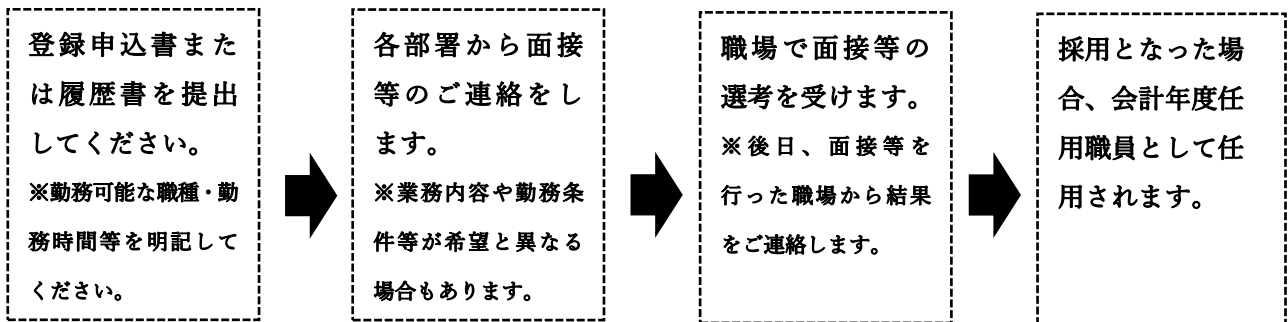 登録申込書また
は履歴書を提出
してください。
※勤務可能な職種・勤
務時間等を明記して
ください。
各部署から面接
等のご連絡をし
ます。
※業務内容や勤務条
件等が希望と異なる
場合もあります。
職場で面接等の
選考を受けます。
※後日、面接等を
行った職場から結果
をご連絡します。
採用となった場
合、会計年度任
用職員として任
用されます。